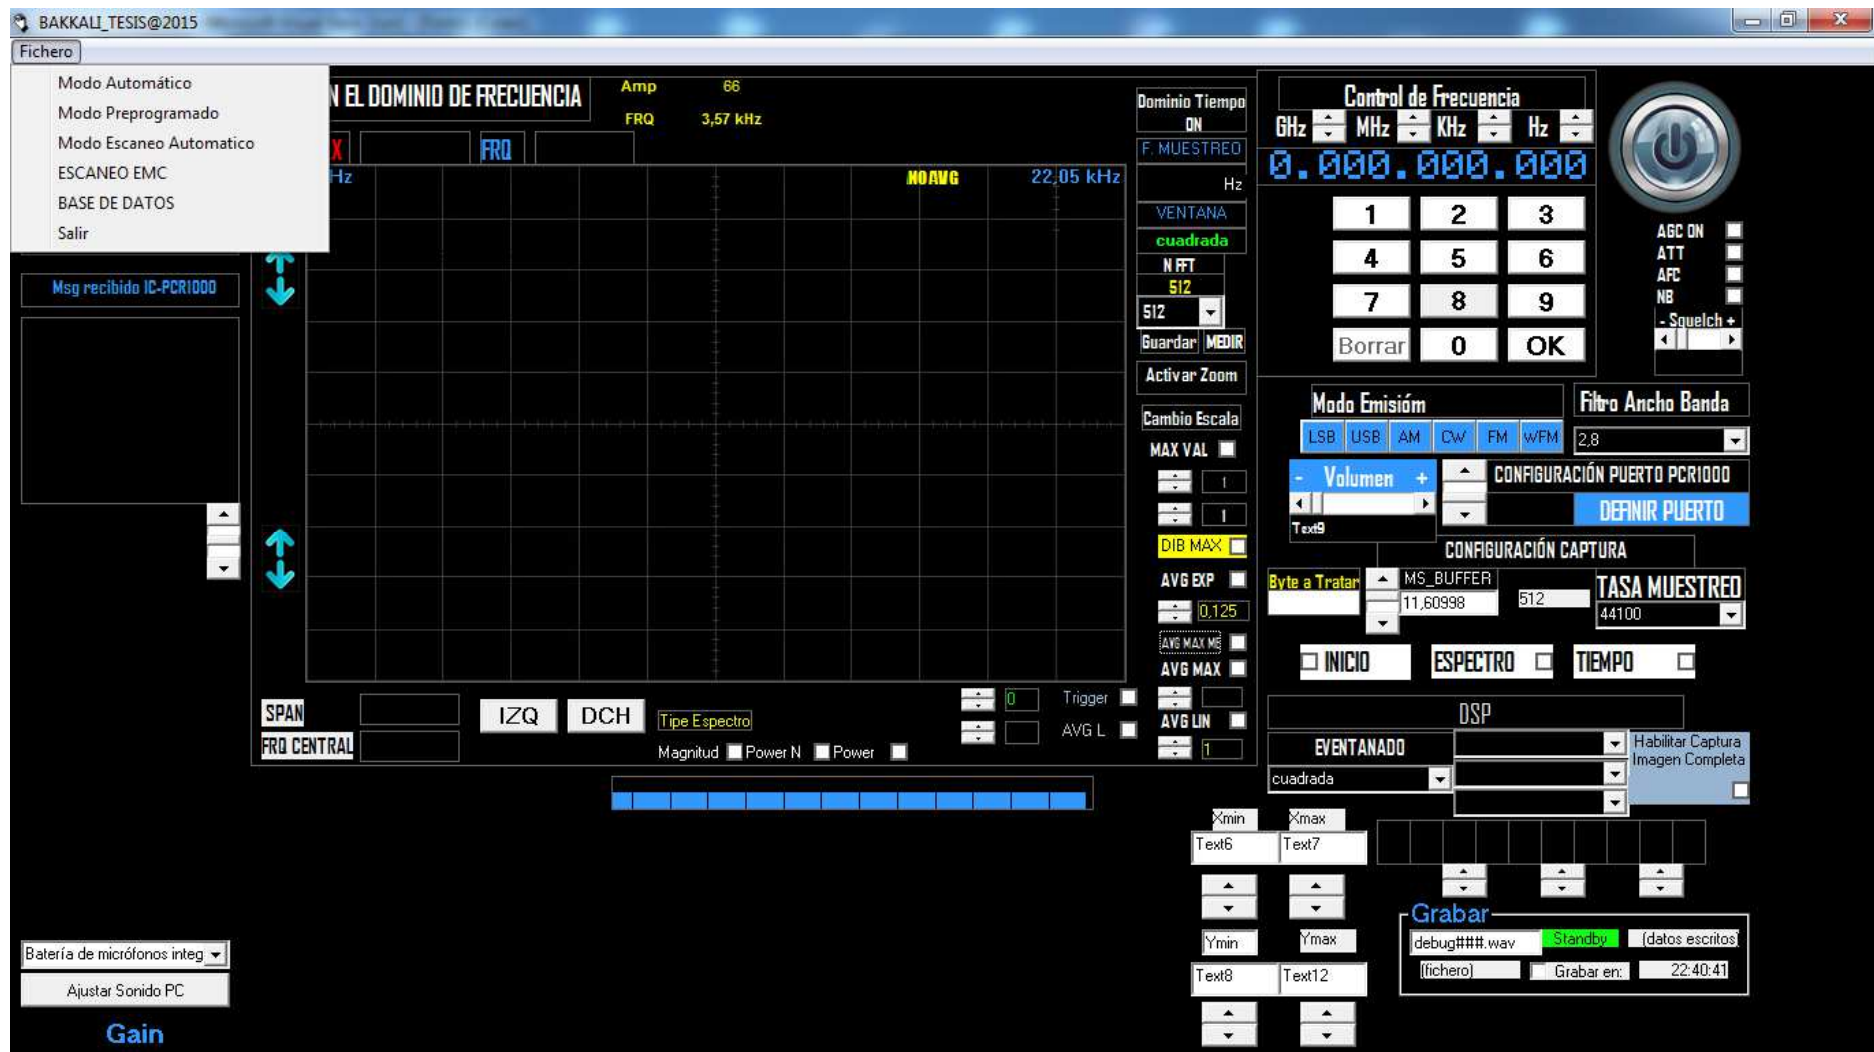 BAKKALI_TESIS@2015
Fichero
Modo Automático
Modo Preprogramado
Modo Escaneo Automatico
ESCANEO EMC
BASE DE DATOS
Salir
N EL DOMINIO DE FRECUENCIA
Amp 66
FRQ 3,57 kHz
X
FRQ
Hz
NO AVG
22,05 kHz
Msg recibido IC-PCR1000
SPAN
FRQ CENTRAL
IZQ
DCH
Tipe Espectro
Magnitud
Power N
Power
0
Trigger
AVG L
Dominio Tiempo
ON
F. MUESTREO
Hz
VENTANA
cuadrada
N FFT
512
512
Guardar
MEDIR
Activar Zoom
Cambio Escala
MAX VAL
1
1
DIB MAX
AVG EXP
0,125
AVG MAX ME
AVG MAX
AVG LIN
1
Control de Frecuencia
GHz MHz KHz Hz
0.000.000.000
1 2 3
4 5 6
7 8 9
Borrar 0 OK
AGC ON
ATT
AFC
NB
- Squelch +
Modo Emisióm
LSB USB AM CW FM WFM
Filtro Ancho Banda
2,8
- Volumen +
Text9
CONFIGURACIÓN PUERTO PCR1000
DEFINIR PUERTO
CONFIGURACIÓN CAPTURA
Byte a Tratar
MS_BUFFER
11,60998
512
TASA MUESTREO
44100
INICIO
ESPECTRO
TIEMPO
DSP
EVENTANADO
cuadrada
Habilitar Captura
Imagen Completa
Xmin Xmax
Text6 Text7
Ymin Ymax
Text8 Text12
Grabar
debug###.wav Standby (datos escritos)
(fichero) Grabar en: 22:40:41
Batería de micrófonos integ
Ajustar Sonido PC
Gain